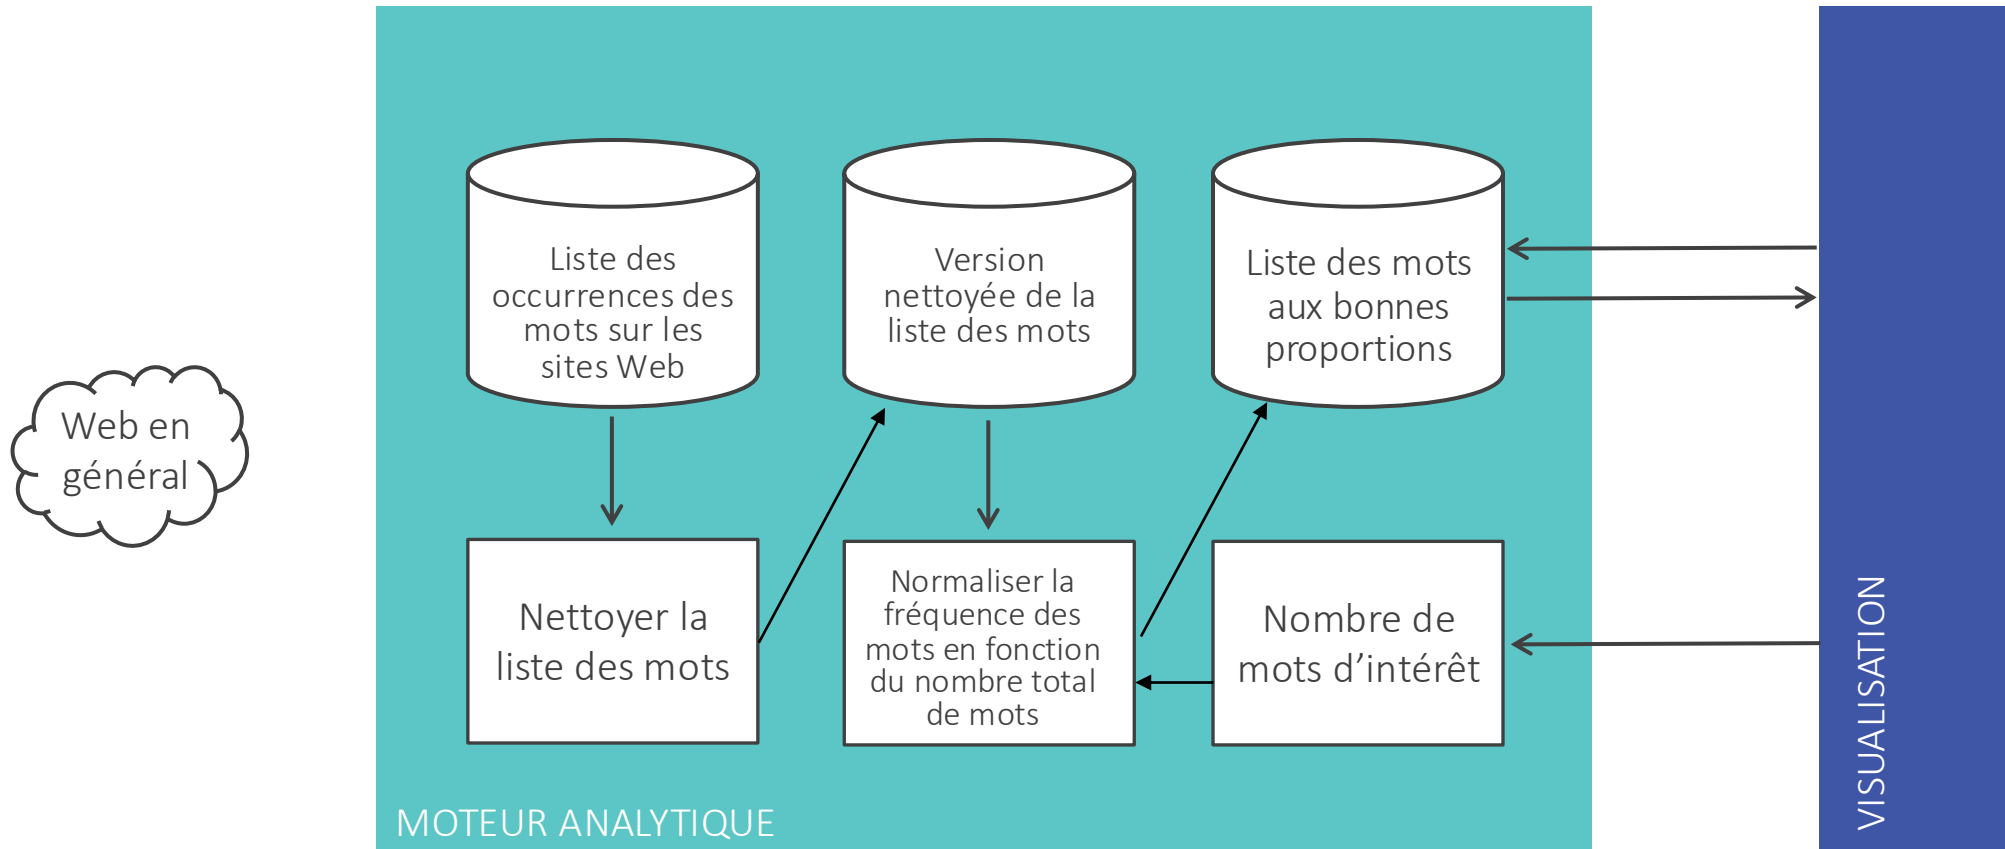 Web en
général
Liste des
occurrences des
mots sur les
sites Web
Version
nettoyée de la
liste des mots
Liste des mots
aux bonnes
proportions
Nettoyer la
liste des mots
Normaliser la
fréquence des
mots en fonction
du nombre total
de mots
Nombre de
mots d’intérêt
MOTEUR ANALYTIQUE
VISUALISATION